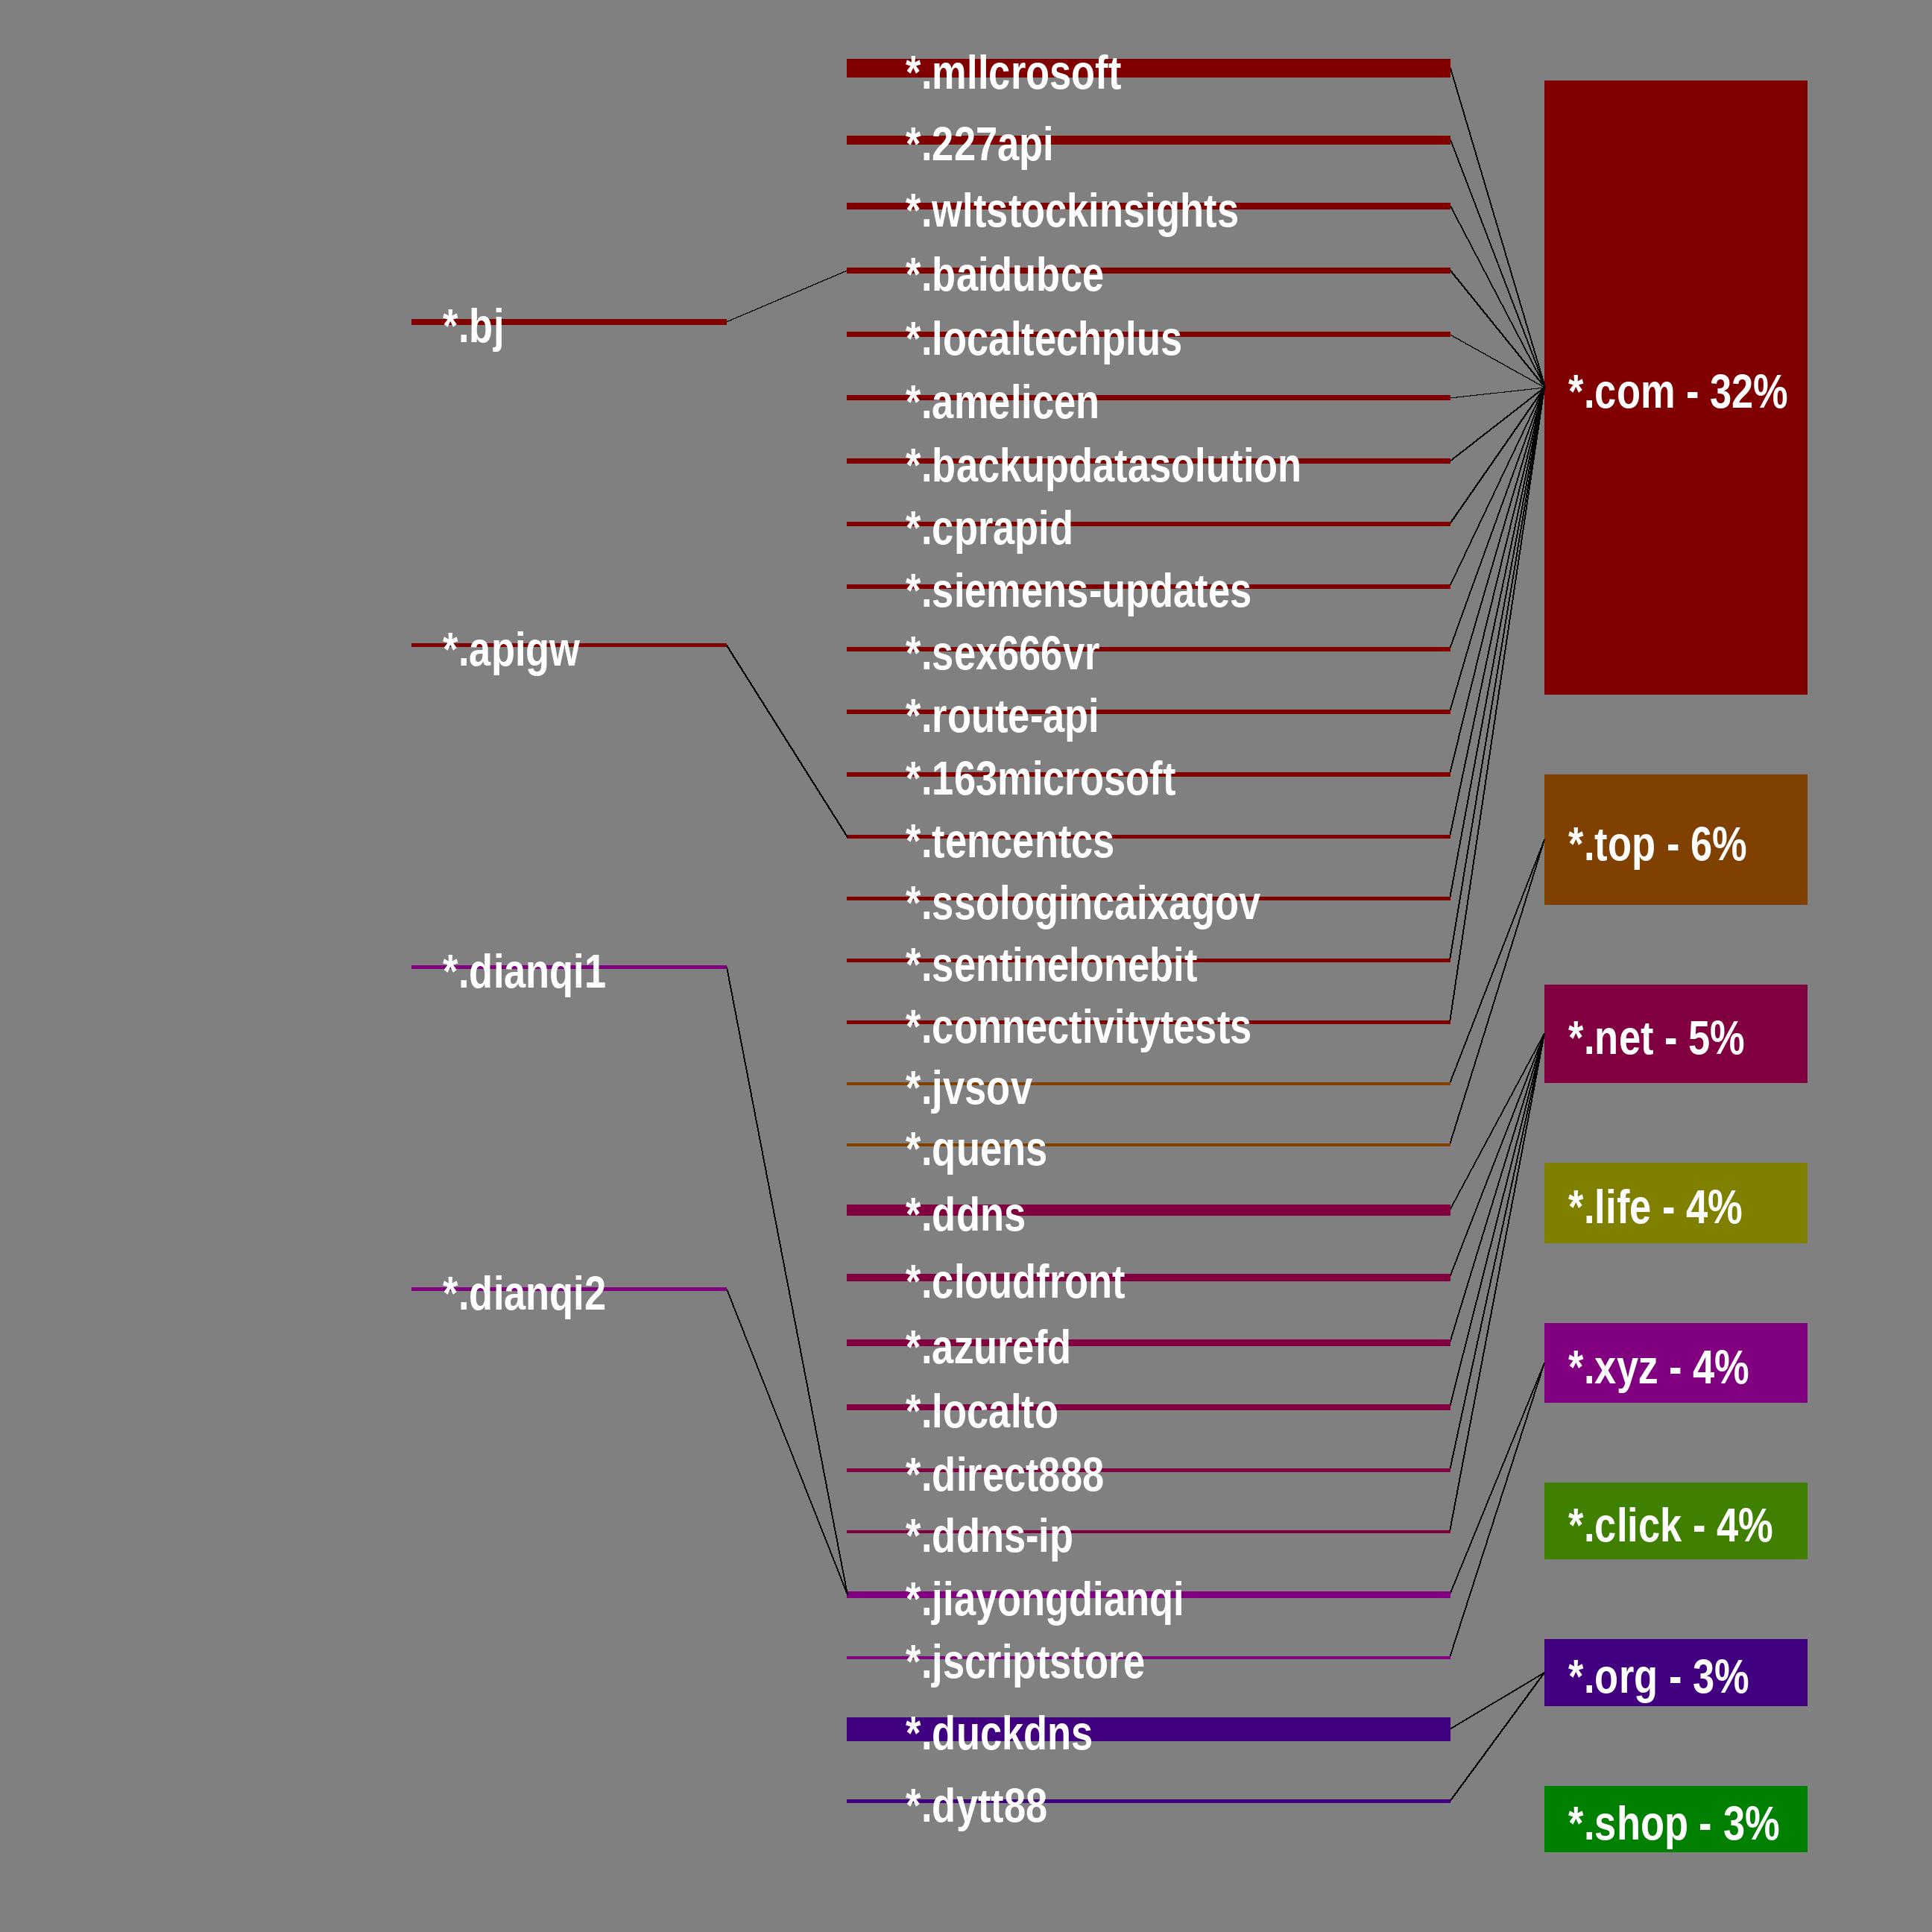 *.bj
*.apigw
*.dianqi1
*.dianqi2
*.mllcrosoft
*.227api
*.wltstockinsights
*.baidubce
*.localtechplus
*.amelicen
*.backupdatasolution
*.cprapid
*.siemens-updates
*.sex666vr
*.route-api
*.163microsoft
*.tencentcs
*.ssologincaixagov
*.sentinelonebit
*.connectivitytests
*.jvsov
*.quens
*.ddns
*.cloudfront
*.azurefd
*.localto
*.direct888
*.ddns-ip
*.jiayongdianqi
*.jscriptstore
*.duckdns
*.dytt88
*.com - 32%
*.top - 6%
*.net - 5%
*.life - 4%
*.xyz - 4%
*.click - 4%
*.org - 3%
*.shop - 3%